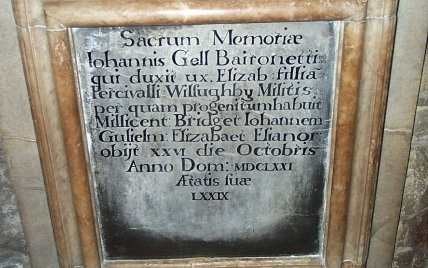 Sacrum Memoriæ
Iohannis Gell Baironetti
qui duxit ux. Elizab: filliā
Percivalli Willughby Militis
per quam progenitum habuit
Millicent: Bridget: Iohannem
Gulielm: Elizabaet Elianor
obijt XXVI die Octobris
Anno Dom: MDCLXXI
Ætatis suæ
LXXIX